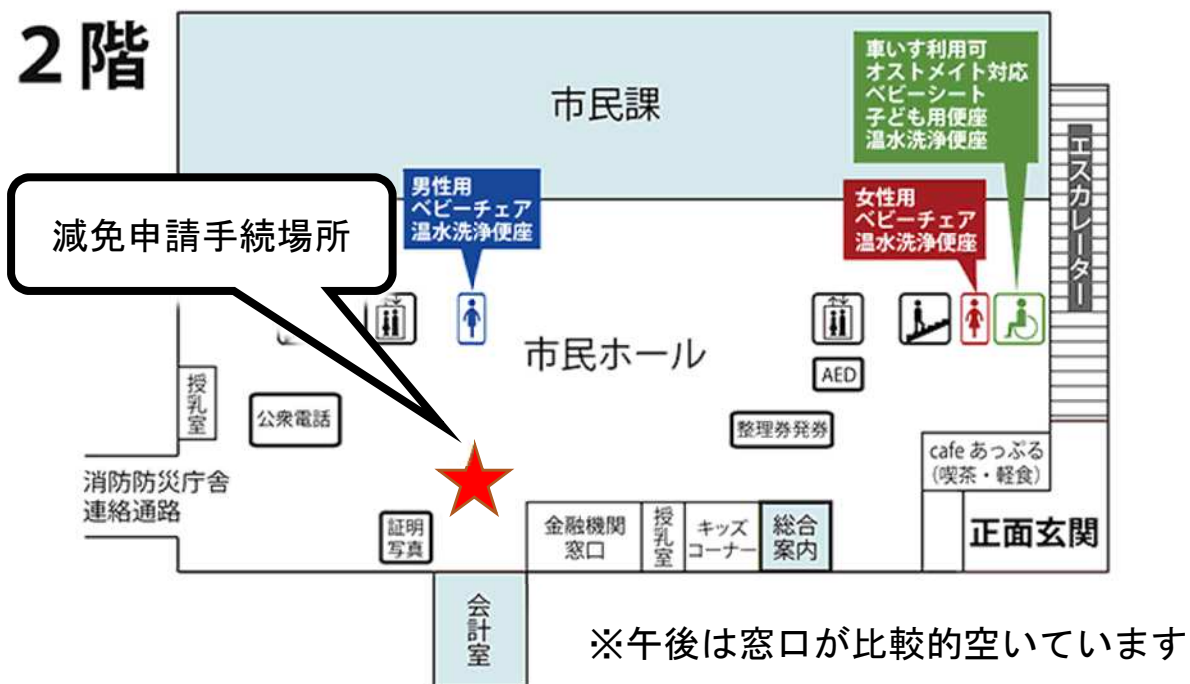 2階
市民課
車いす利用可
オストメイト対応
ベビーシート
子ども用便座
温水洗浄便座
エスカレーター
男性用
ベビーチェア
温水洗浄便座
女性用
ベビーチェア
温水洗浄便座
減免申請手続場所
市民ホール
AED
授乳室
公衆電話
整理券発券
cafe あっぷる
(喫茶・軽食)
消防防災庁舎
連絡通路
証明
写真
金融機関
窓口
授乳室
キッズ
コーナー
総合
案内
正面玄関
会計室
※午後は窓口が比較的空いています